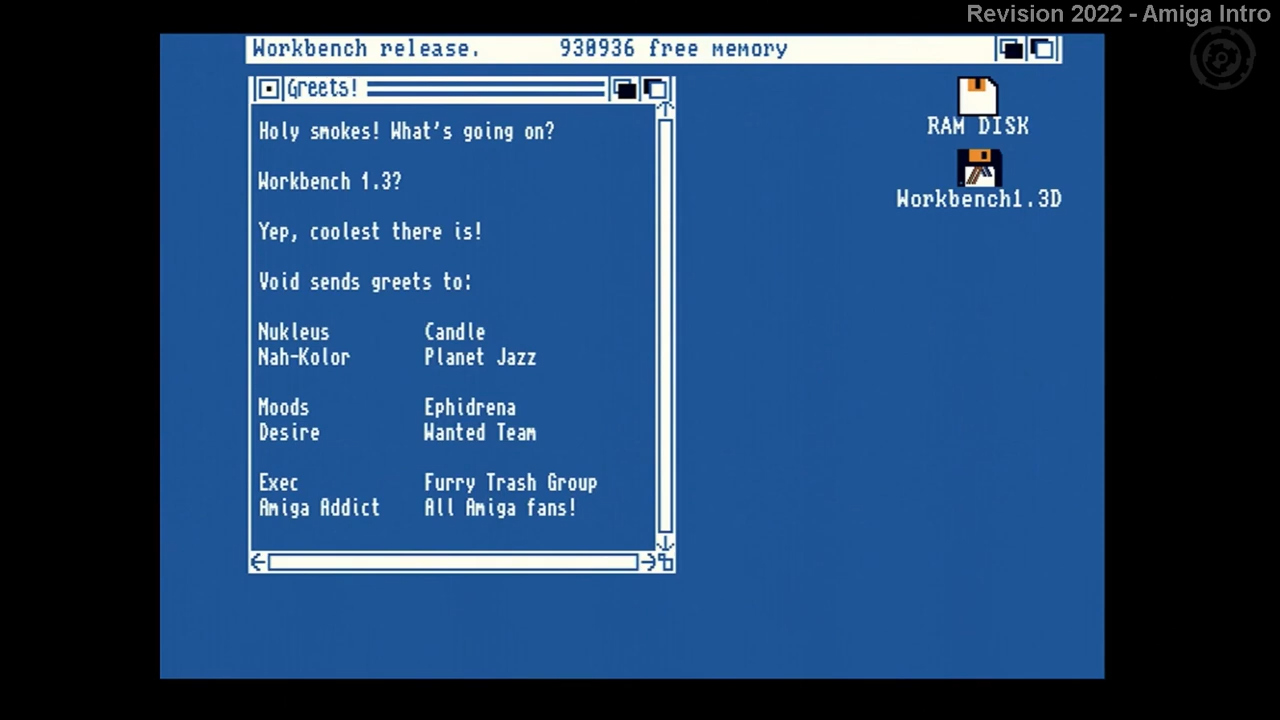 Revision 2022 - Amiga Intro
Workbench release. 930936 free memory
Greets!
Holy smokes! What's going on?
Workbench 1.3?
Yep, coolest there is!
Void sends greets to:
Nukleus Candle
Nah-Kolor Planet Jazz
Moods Ephidrena
Desire Wanted Team
Exec Furry Trash Group
Amiga Addict All Amiga fans!
RAM DISK
Workbench1.3D